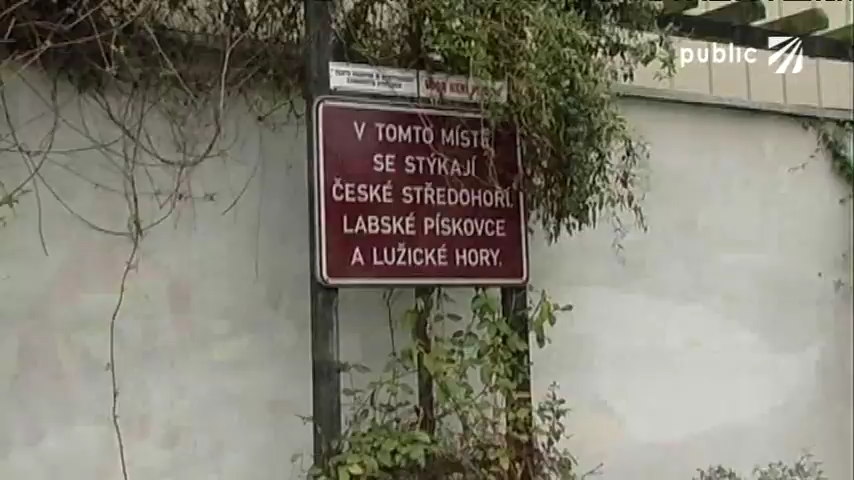 public
V TOMTO MÍSTĚ
SE STÝKAJÍ
ČESKÉ STŘEDOHOŘÍ,
LABSKÉ PÍSKOVCE
A LUŽICKÉ HORY.